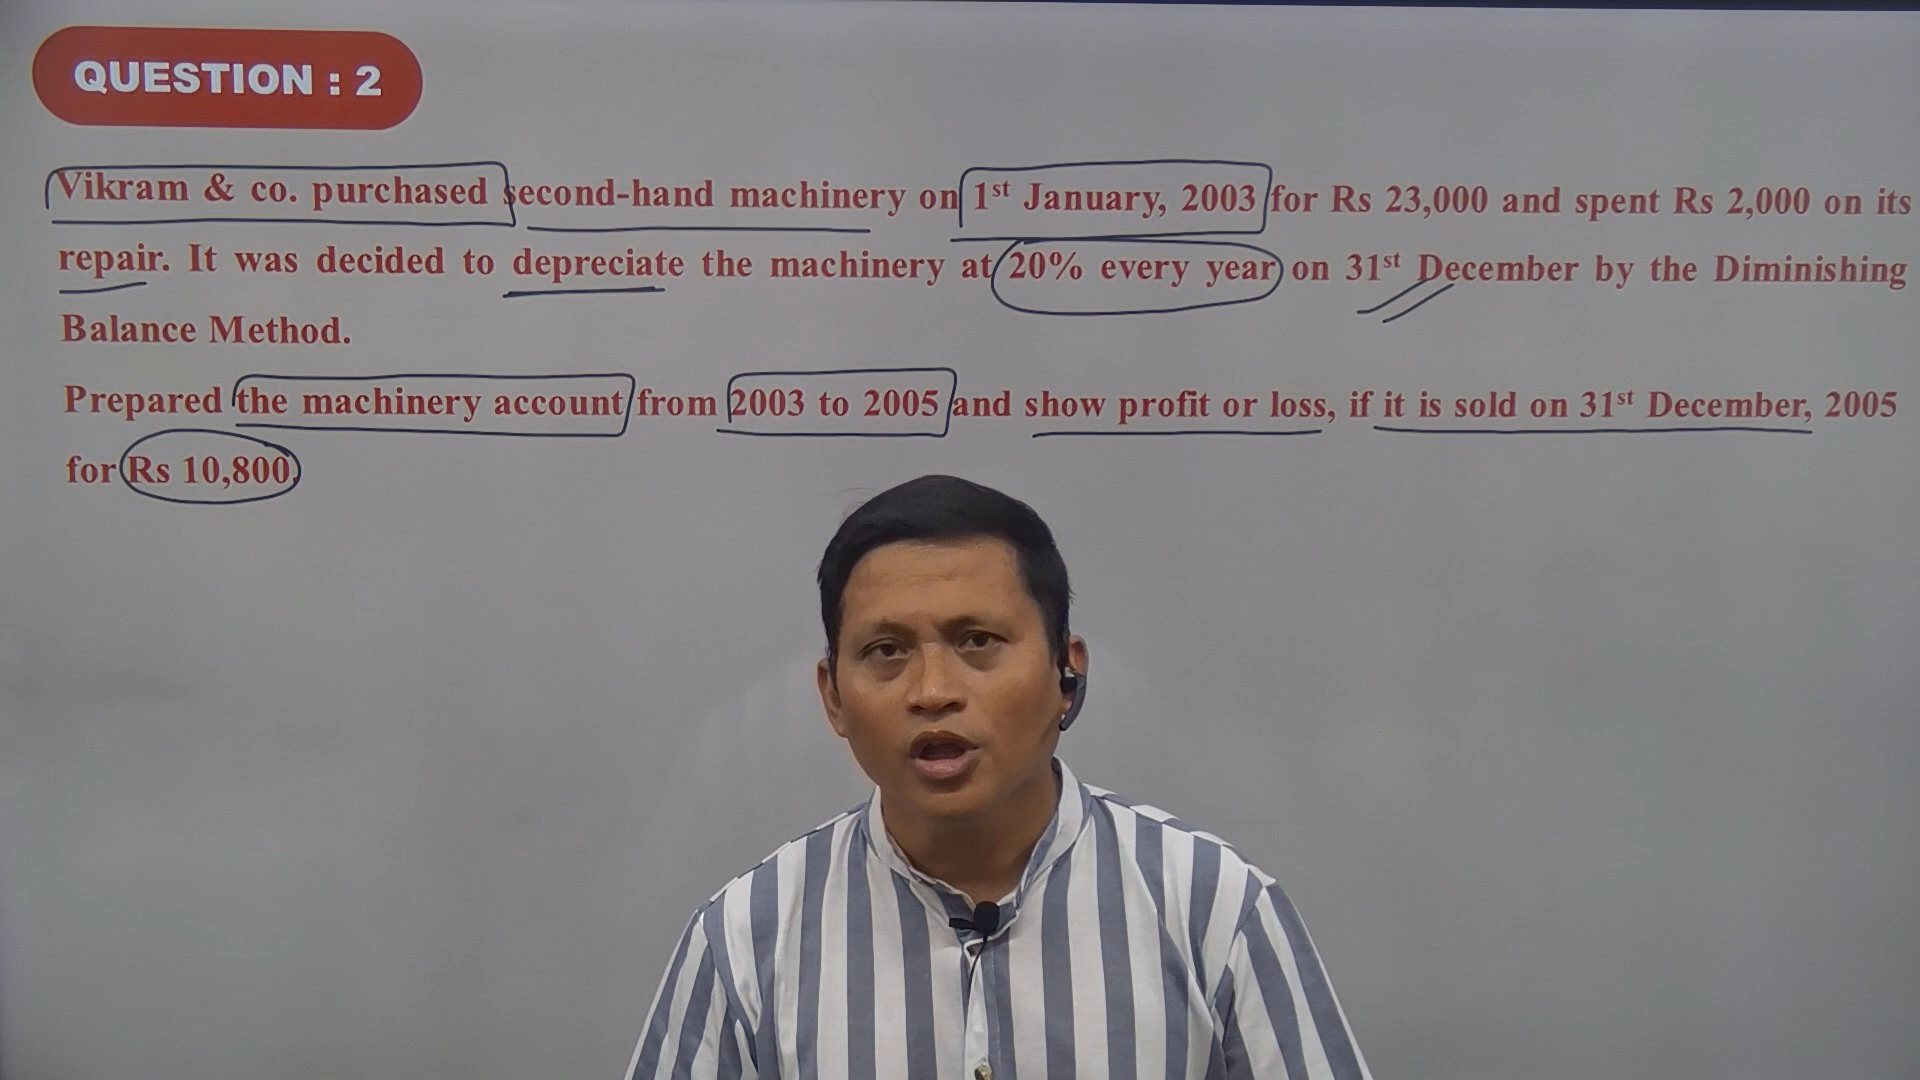 QUESTION : 2
Vikram & co. purchased second-hand machinery on 1st January, 2003 for Rs 23,000 and spent Rs 2,000 on its
repair. It was decided to depreciate the machinery at 20% every year on 31st December by the Diminishing
Balance Method.
Prepared the machinery account from 2003 to 2005 and show profit or loss, if it is sold on 31st December, 2005
for Rs 10,800.